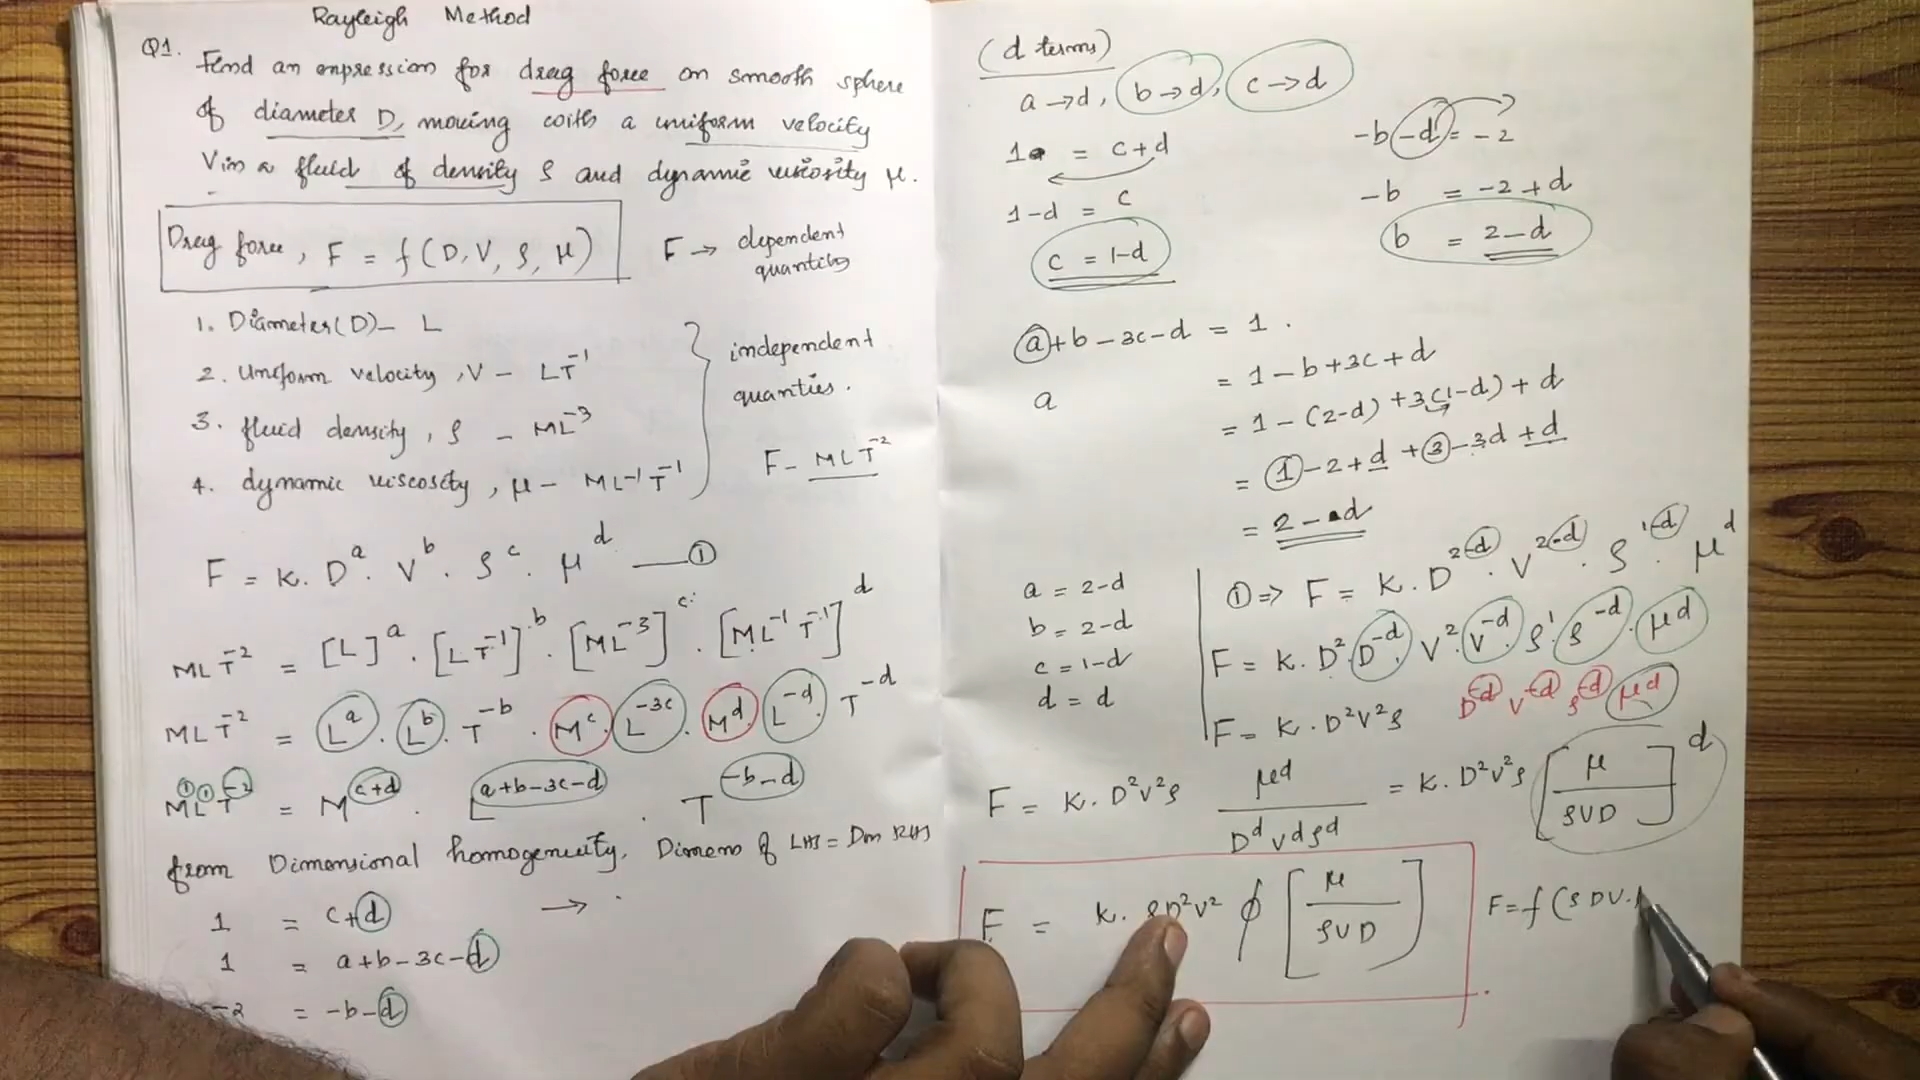 Rayleigh Method
Q1. Find an expression for drag force on smooth sphere
of diameter D, moving with a uniform velocity
V in a fluid of density ρ and dynamic viscosity μ.
Drag force, F = f(D, V, ρ, μ)
F → dependent
quantity
1. Diameter(D) – L
2. Uniform velocity, V – LT⁻¹
3. fluid density, ρ – ML⁻³
4. dynamic viscosity, μ – ML⁻¹T⁻¹
independent
quanties.
F – MLT⁻²
F = K. Dᵃ. Vᵇ. ρᶜ. μᵈ —— ①
MLT⁻² = [L]ᵃ. [LT⁻¹]ᵇ. [ML⁻³]ᶜ. [ML⁻¹T⁻¹]ᵈ
MLT⁻² = Lᵃ. Lᵇ. T⁻ᵇ. Mᶜ. L⁻³ᶜ. Mᵈ. L⁻ᵈ. T⁻ᵈ
M¹L¹T⁻² = M^(c+d). L^(a+b-3c-d). T^(-b-d)
from Dimensional homogeneity, Dimens of LHS = Dm RHS
1 = c+d →
1 = a+b-3c-d
-2 = -b-d
(d terms)
a → d, b → d, c → d
1 = c+d
1-d = c
c = 1-d
-b-d = -2
-b = -2+d
b = 2-d
a+b-3c-d = 1.
a = 1-b+3c+d
= 1-(2-d)+3(1-d)+d
= 1-2+d+3-3d+d
= 2-d
a = 2-d
b = 2-d
c = 1-d
d = d
① ⇒ F = K. D^(2-d). V^(2-d). ρ^(1-d). μᵈ
F = K. D². D⁻ᵈ. V². V⁻ᵈ. ρ¹. ρ⁻ᵈ. μᵈ
F = K. D²V²ρ D⁻ᵈ V⁻ᵈ ρ⁻ᵈ μᵈ
F = K. D²V²ρ μᵈ / DᵈVᵈρᵈ = K. D²V²ρ [μ / ρVD]ᵈ
F = K. ρD²V² ϕ [μ / ρVD]
F = f(ρDV.